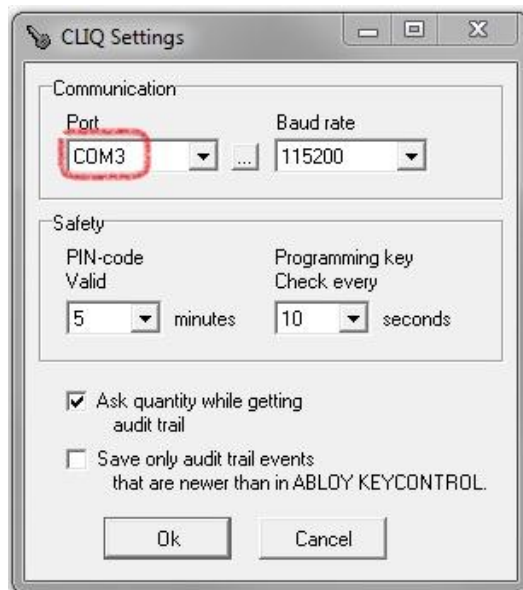 CLIQ Settings
Communication
Port Baud rate
COM3 ... 115200
Safety
PIN-code Programming key
Valid Check every
5 minutes 10 seconds
Ask quantity while getting
audit trail
Save only audit trail events
that are newer than in ABLOY KEYCONTROL.
Ok Cancel